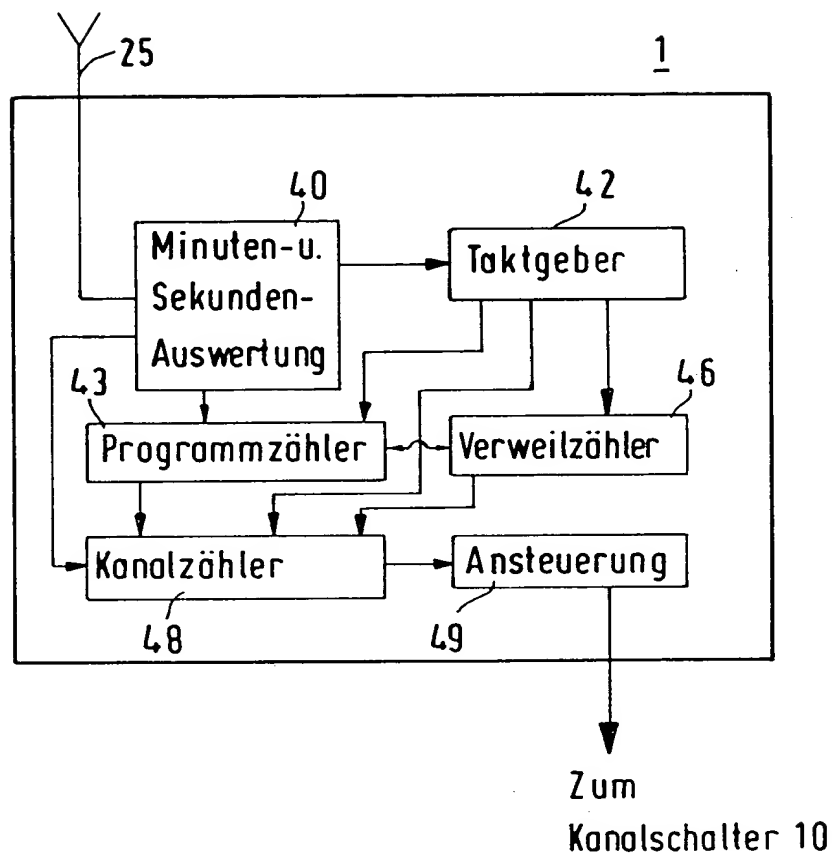 25
1
40
42
Minuten-u.
Sekunden-
Auswertung
Taktgeber
43
46
Programmzähler
Verweilzähler
Kanalzähler
Ansteuerung
48
49
Zum
Kanalschalter 10